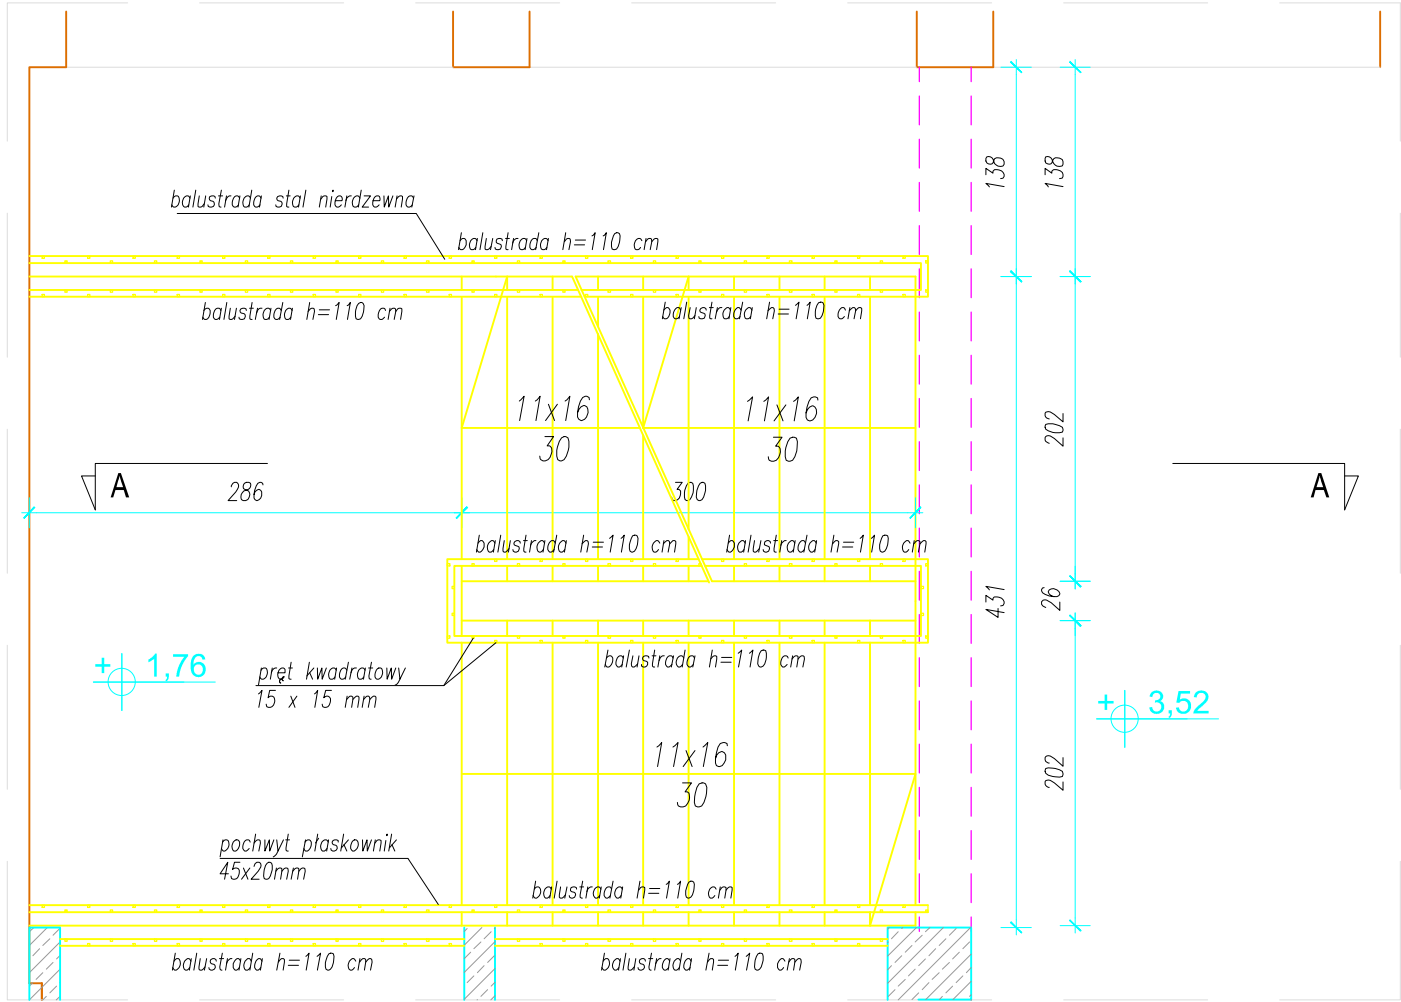 138
138
balustrada stal nierdzewna
balustrada h=110 cm
balustrada h=110 cm
balustrada h=110 cm
11x16
30
11x16
30
202
A
286
300
A
balustrada h=110 cm
balustrada h=110 cm
431
26
balustrada h=110 cm
+ 1,76
pręt kwadratowy
15 x 15 mm
+ 3,52
11x16
30
202
pochwyt płaskownik
45x20mm
balustrada h=110 cm
balustrada h=110 cm
balustrada h=110 cm